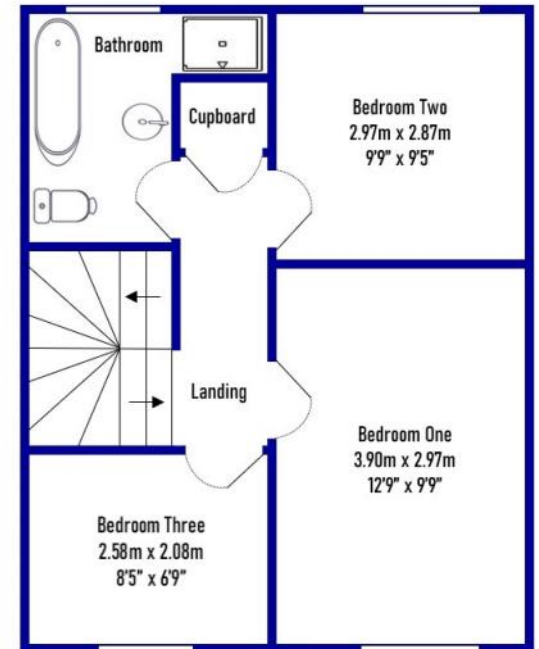 Bathroom
Cupboard
Bedroom Two
2.97m x 2.87m
9'9" x 9'5"
Landing
Bedroom One
3.90m x 2.97m
12'9" x 9'9"
Bedroom Three
2.58m x 2.08m
8'5" x 6'9"